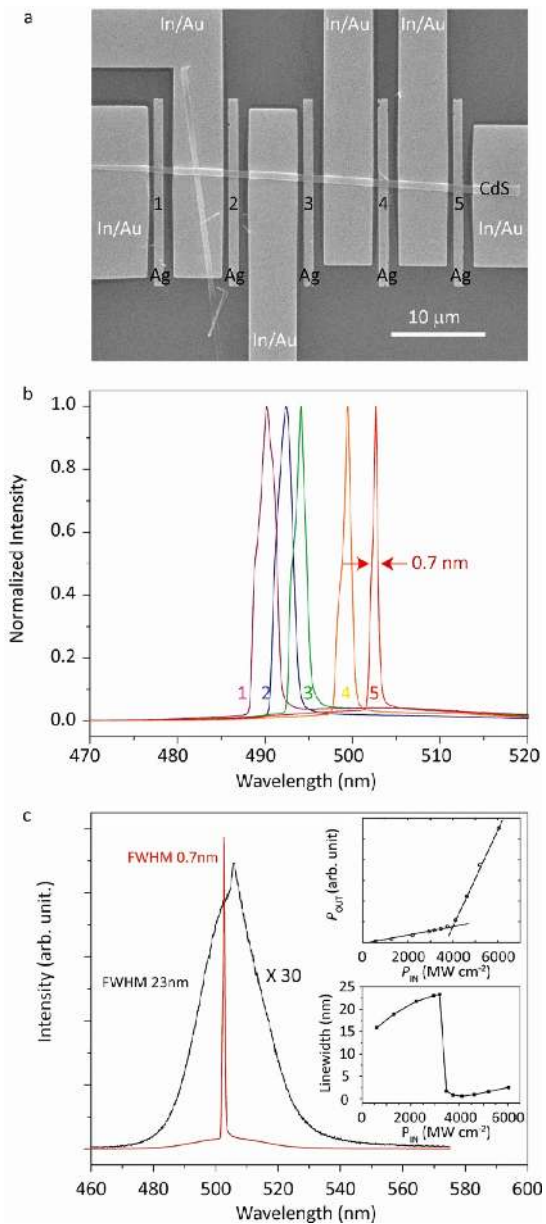 a
In/Au In/Au In/Au
1 2 3 4 5 CdS
In/Au In/Au
Ag Ag Ag Ag Ag
In/Au
10 μm
b
Normalized Intensity
1.0
0.8
0.6
0.4
0.2
0.0
0.7 nm
1 2 3 4 5
470 480 490 500 510 520
Wavelength (nm)
c
Intensity (arb. unit.)
FWHM 0.7nm
FWHM 23nm
X 30
460 480 500 520 540 560 580 600
Wavelength (nm)
POUT (arb. unit)
0 2000 4000 6000
PIN (MW cm-2)
Linewidth (nm)
25
20
15
10
5
0
0 2000 4000 6000
PIN (MW cm-2)